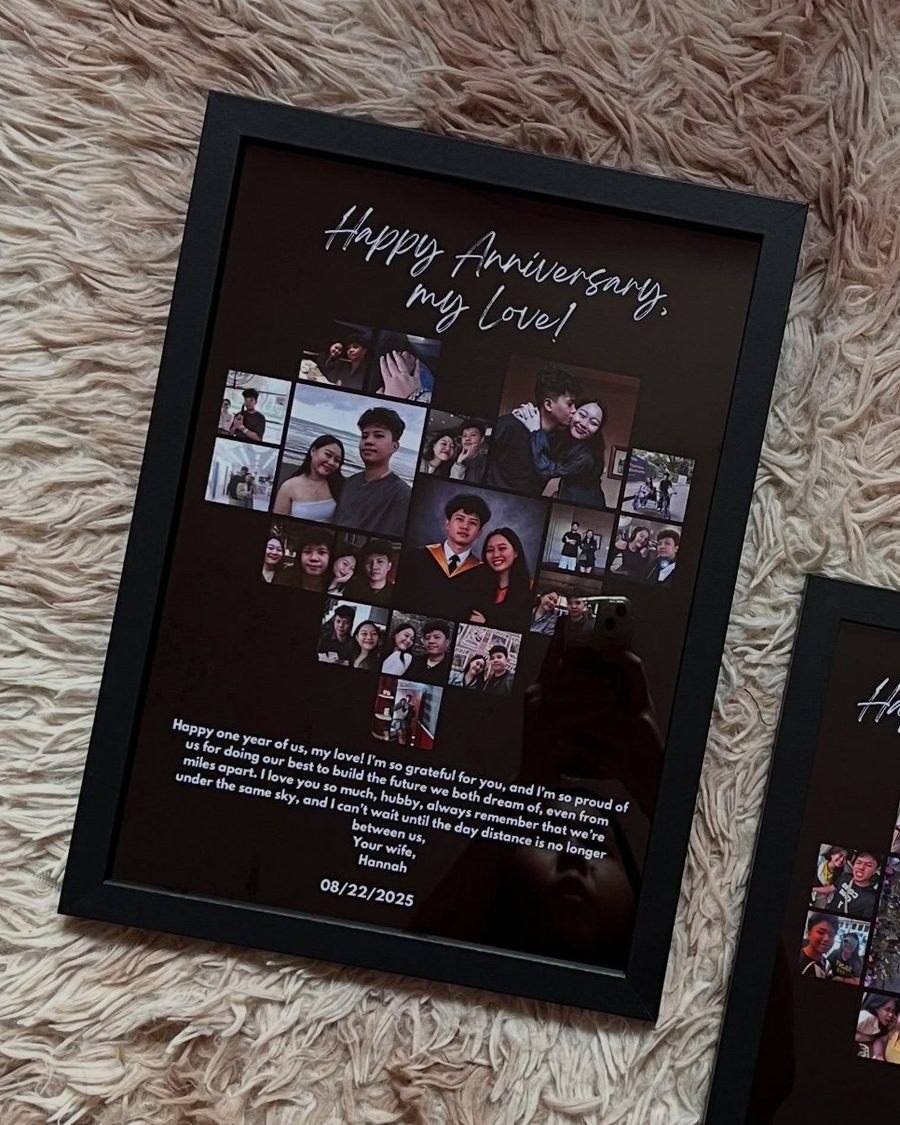 Happy Anniversary,
my Love!
Happy one year of us, my love! I'm so grateful for you, and I'm so proud of
us for doing our best to build the future we both dream of, even from
miles apart. I love you so much, hubby, always remember that we're
under the same sky, and I can't wait until the day distance is no longer
between us,
Your wife,
Hannah
08/22/2025
Ha